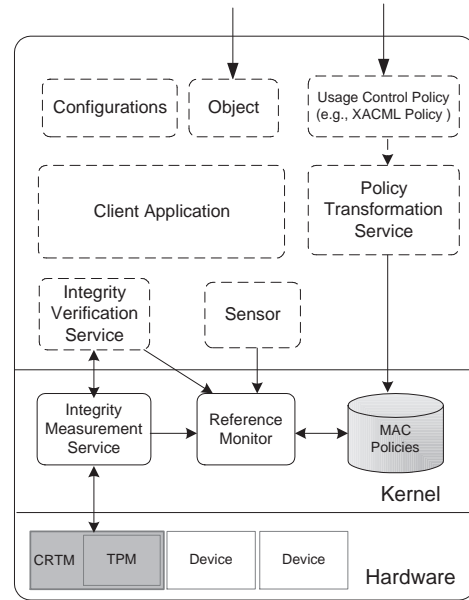 Configurations
Object
Usage Control Policy
(e.g., XACML Policy )
Client Application
Policy
Transformation
Service
Integrity
Verification
Service
Sensor
Integrity
Measurement
Service
Reference
Monitor
MAC
Policies
Kernel
CRTM
TPM
Device
Device
Hardware